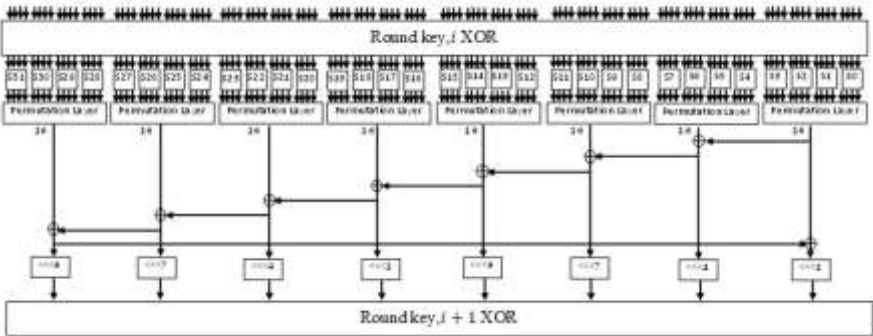 Round key,i XOR
S31 S30 S29 S28 S27 S26 S25 S24 S23 S22 S21 S20 S19 S18 S17 S16 S15 S14 S13 S12 S11 S10 S9 S8 S7 S6 S5 S4 S3 S2 S1 S0
Permutation Layer Permutation Layer Permutation Layer Permutation Layer Permutation Layer Permutation Layer Permutation Layer Permutation Layer
16 16 16 16 16 16 16 16
<<<7 <<<7
Round key,i + 1 XOR